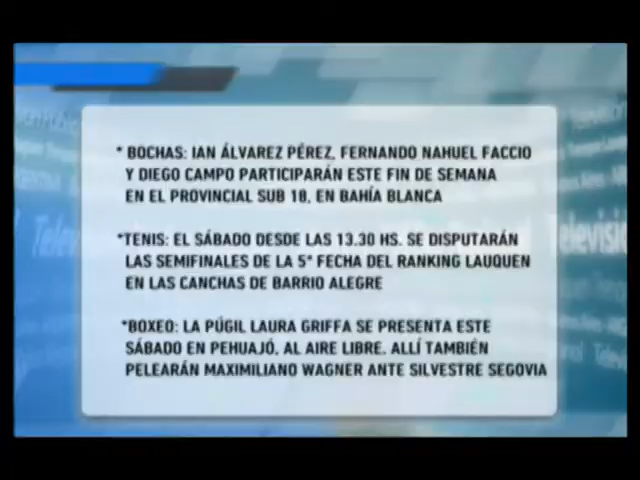 * BOCHAS: IAN ÁLVAREZ PÉREZ, FERNANDO NAHUEL FACCIO
Y DIEGO CAMPO PARTICIPARÁN ESTE FIN DE SEMANA
EN EL PROVINCIAL SUB 18, EN BAHÍA BLANCA
*TENIS: EL SÁBADO DESDE LAS 13.30 HS. SE DISPUTARÁN
LAS SEMIFINALES DE LA 5ª FECHA DEL RANKING LAUQUEN
EN LAS CANCHAS DE BARRIO ALEGRE
*BOXEO: LA PÚGIL LAURA GRIFFA SE PRESENTA ESTE
SÁBADO EN PEHUAJÓ, AL AIRE LIBRE. ALLÍ TAMBIÉN
PELEARÁN MAXIMILIANO WAGNER ANTE SILVESTRE SEGOVIA
Televisión